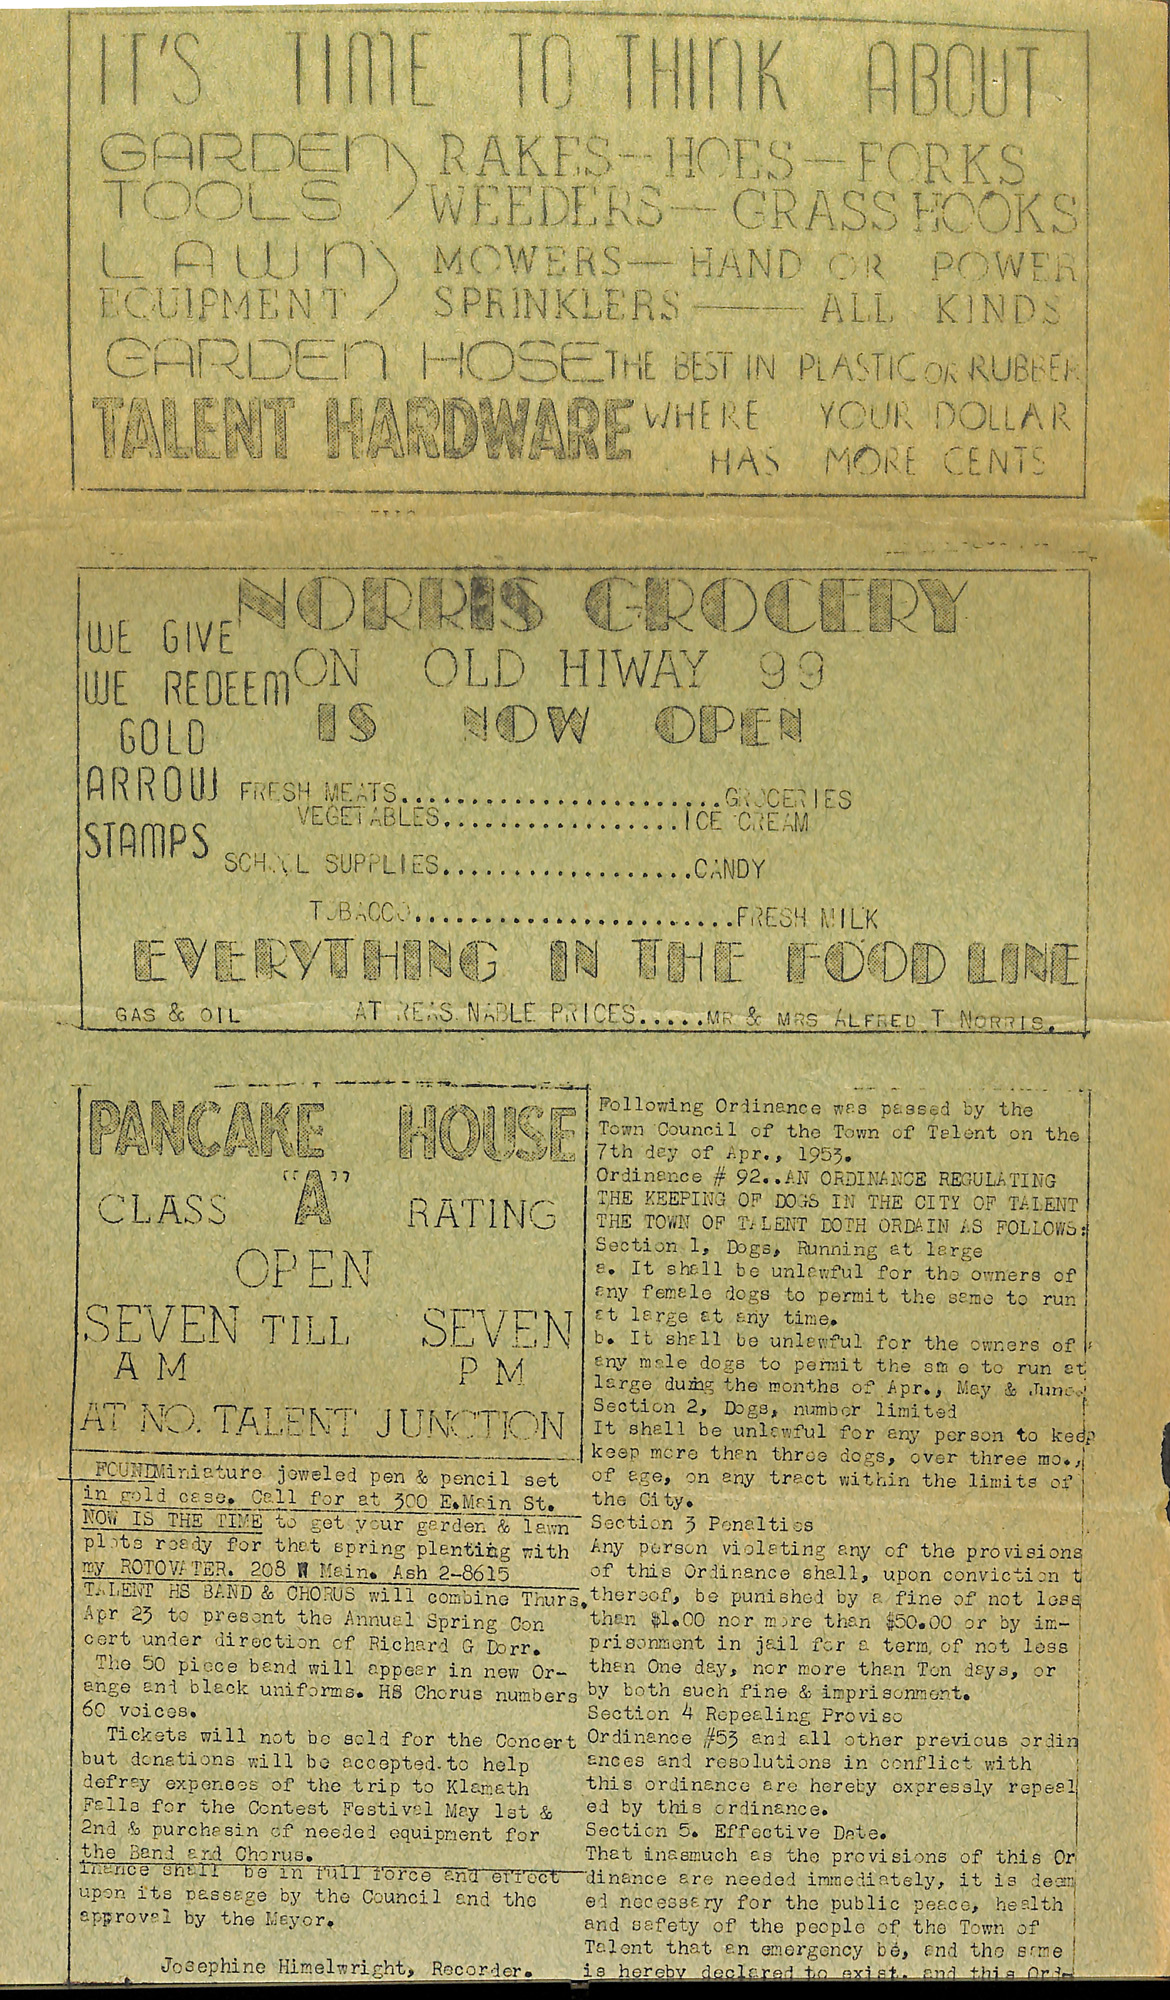 IT'S TIME TO THINK ABOUT
GARDEN TOOLS RAKES—HOES—FORKS
WEEDERS—GRASS HOOKS
LAWN EQUIPMENT MOWERS—HAND OR POWER
SPRINKLERS——ALL KINDS
GARDEN HOSE THE BEST IN PLASTIC OR RUBBER
TALENT HARDWARE WHERE YOUR DOLLAR
HAS MORE CENTS
NORRIS GROCERY
ON OLD HIWAY 99
IS NOW OPEN
WE GIVE
WE REDEEM
GOLD
ARROW
STAMPS
FRESH MEATS.............................GROCERIES
VEGETABLES.....................ICE CREAM
SCHOOL SUPPLIES......................CANDY
TOBACCO............................FRESH MILK
EVERYTHING IN THE FOOD LINE
GAS & OIL AT REASONABLE PRICES.....MR & MRS ALFRED T NORRIS.
PANCAKE HOUSE
CLASS "A" RATING
OPEN
SEVEN TILL SEVEN
A M P M
AT NO. TALENT JUNCTION
FOUND Miniature jeweled pen & pencil set
in gold case. Call for at 300 E.Main St.
NOW IS THE TIME to get your garden & lawn
plots ready for that spring planting with
my ROTOVATER. 208 W Main. Ash 2-8615
TALENT HS BAND & CHORUS will combine Thurs.
Apr 23 to present the Annual Spring Con
cert under direction of Richard G Dorr.
The 50 piece band will appear in new Or-
ange and black uniforms. HS Chorus numbers
60 voices.
Tickets will not be sold for the Concert
but donations will be accepted.to help
defray expenses of the trip to Klamath
Falls for the Contest Festival May 1st &
2nd & purchasin of needed equipment for
the Band and Chorus.
Following Ordinance was passed by the
Town Council of the Town of Talent on the
7th day of Apr., 1953.
Ordinance # 92..AN ORDINANCE REGULATING
THE KEEPING OF DOGS IN THE CITY OF TALENT
THE TOWN OF TALENT DOTH ORDAIN AS FOLLOWS:
Section 1, Dogs, Running at large
a. It shall be unlawful for the owners of
any female dogs to permit the same to run
at large at any time.
b. It shall be unlawful for the owners of
any male dogs to permit the sm e to run at
large durng the months of Apr., May & June.
Section 2, Dogs, number limited
It shall be unlawful for any person to keep
keep more than three dogs, over three mo.,
of age, on any tract within the limits of
the City.
Section 3 Penalties
Any person violating any of the provisions
of this Ordinance shall, upon conviction t
thereof, be punished by a fine of not less
than $1.00 nor more than $50.00 or by im-
prisonment in jail for a term, of not less
than One day, nor more than Ten days, or
by both such fine & imprisonment.
Section 4 Repealing Proviso
Ordinance #53 and all other previous ordin
ances and resolutions in conflict with
this ordinance are hereby expressly repeal
ed by this ordinance.
Section 5. Effective Date.
That inasmuch as the provisions of this Or
dinance are needed immediately, it is deem
ed necessary for the public peace, health
and safety of the people of the Town of
Talent that an emergency be, and the same
is hereby declared to exist, and this Ord-
inance shall be in full force and effect
upon its passage by the Council and the
approval by the Mayor.
Josephine Himelwright, Recorder.